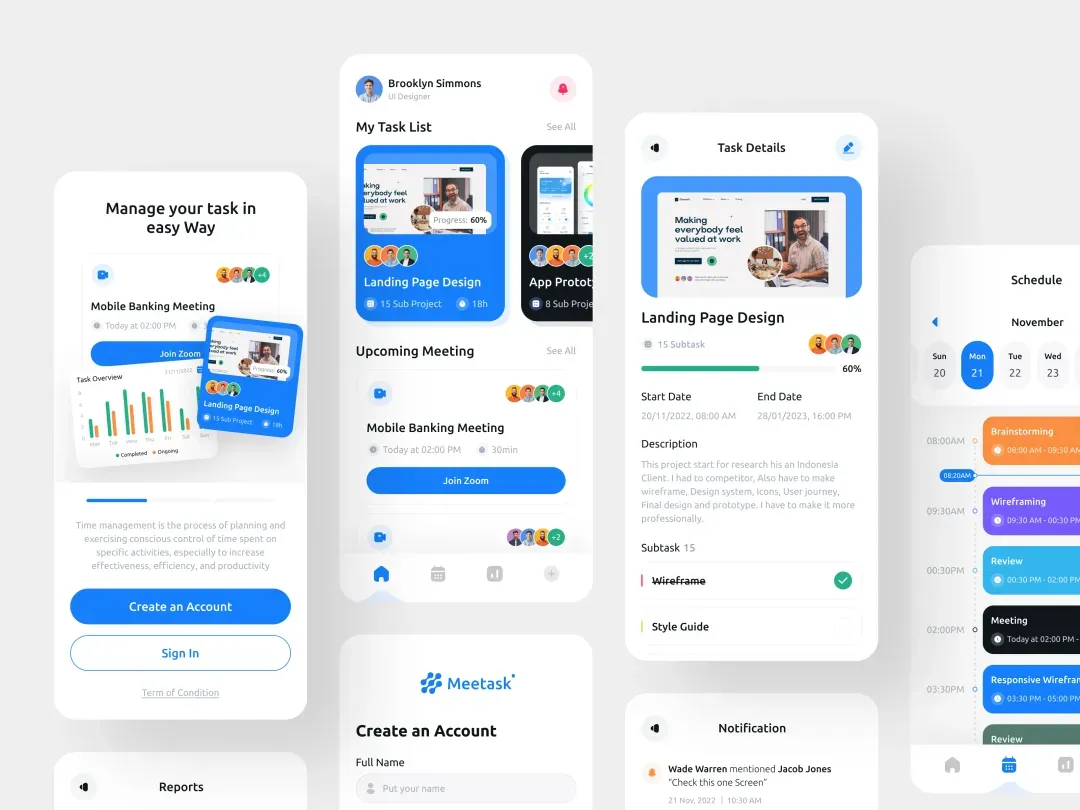 Manage your task in
easy Way
+4
Mobile Banking Meeting
Today at 02:00 PM
Join Zoom
Task Overview
21/11/2022
Mon
Tue
Wed
Thu
Fri
Sat
Sun
Completed
Ongoing
Progress: 60%
Landing Page Design
15 Sub Project
18h
Time management is the process of planning and
exercising conscious control of time spent on
specific activities, especially to increase
effectiveness, efficiency, and productivity
Create an Account
Sign In
Term of Condition
Reports
Brooklyn Simmons
UI Designer
My Task List
See All
everybody feel
valued at work
Progress: 60%
Landing Page Design
15 Sub Project
18h
+2
App Protot
8 Sub Proje
Upcoming Meeting
See All
+4
Mobile Banking Meeting
Today at 02:00 PM
30min
Join Zoom
+2
Meetask
Create an Account
Full Name
Put your name
Task Details
Making
everybody feel
valued at work
Landing Page Design
15 Subtask
60%
Start Date
End Date
20/11/2022, 08:00 AM
28/01/2023, 16:00 PM
Description
This project start for research his an Indonesia
Client. I had to competitor, Also have to make
wireframe, Design system, Icons, User journey,
Final design and prototype. I have to make it more
professionally.
Subtask 15
Wireframe
Style Guide
Notification
Wade Warren mentioned Jacob Jones
"Check this one Screen"
21 Nov, 2022 | 10:30 AM
Schedule
November
Sun
Mon
Tue
Wed
20
21
22
23
08:00AM
Brainstorming
08:00 AM - 09:30 AM
08:20AM
09:30AM
Wireframing
09:30 AM - 00:30 PM
00:30PM
Review
00:30 PM - 02:00 PM
02:00PM
Meeting
Today at 02:00 PM -
03:30PM
Responsive Wirefram
03:30 PM - 05:00 PM
Review